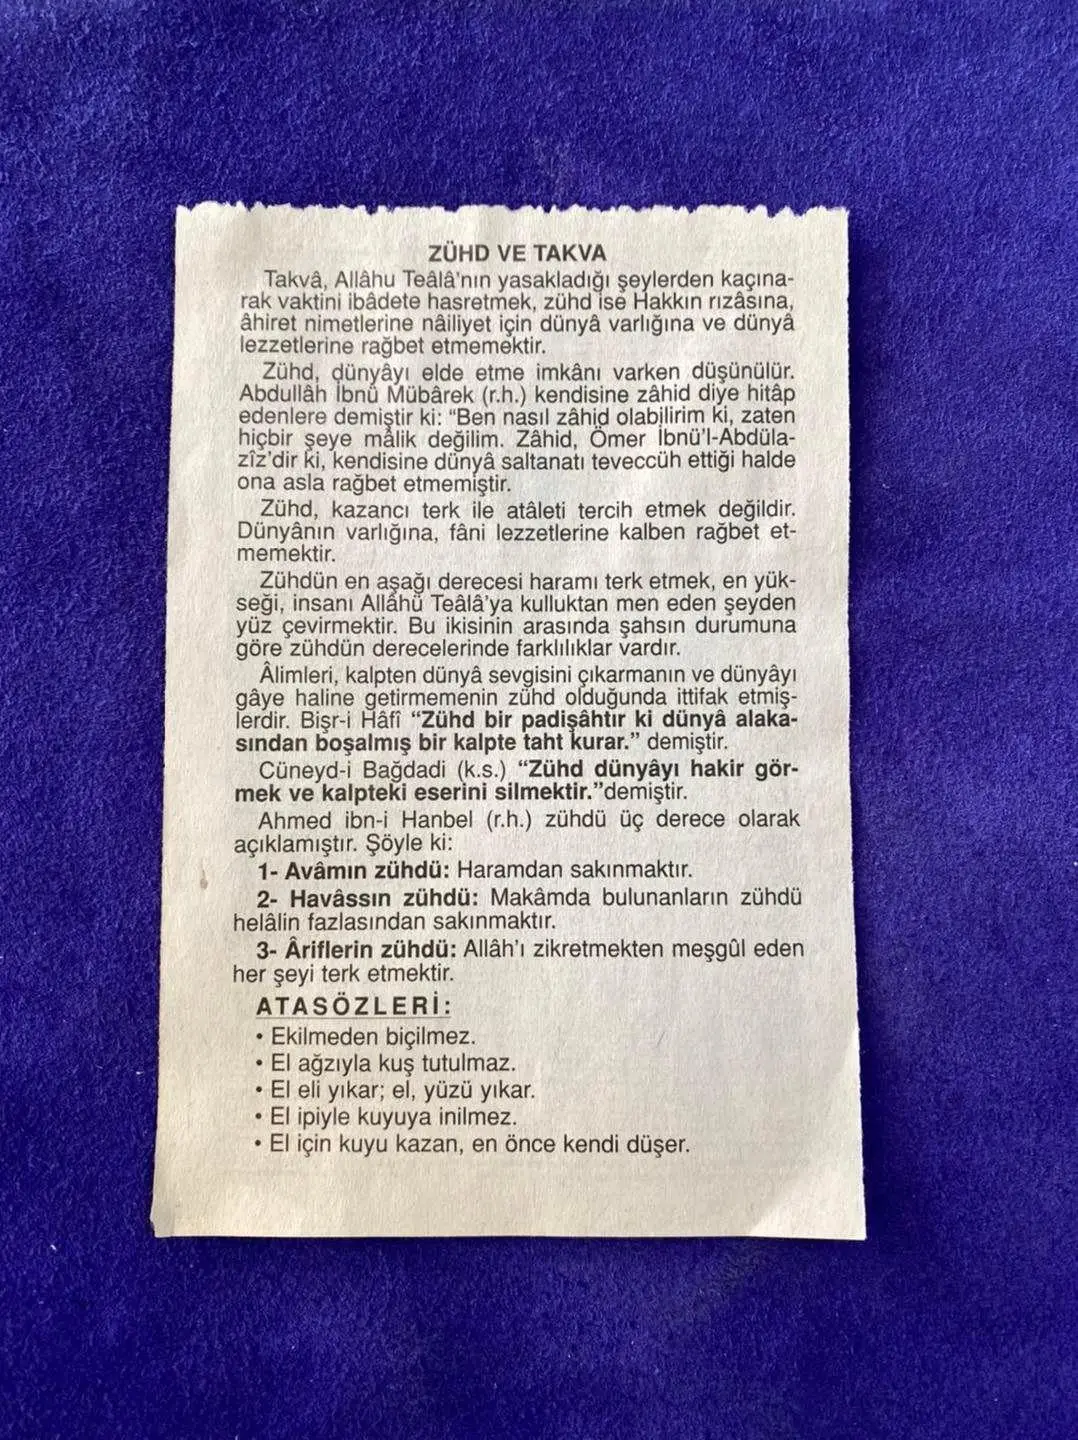 ZÜHD VE TAKVA
Takvâ, Allâhu Teâlâ'nın yasakladığı şeylerden kaçına-
rak vaktini ibâdete hasretmek, zühd ise Hakkın rızâsına,
âhiret nimetlerine nâiliyet için dünyâ varlığına ve dünyâ
lezzetlerine rağbet etmemektir.
Zühd, dünyâyı elde etme imkânı varken düşünülür.
Abdullâh İbnü Mübârek (r.h.) kendisine zâhid diye hitâp
edenlere demiştir ki: “Ben nasıl zâhid olabilirim ki, zaten
hiçbir şeye mâlik değilim. Zâhid, Ömer İbnü'l-Abdüla-
zîz'dir ki, kendisine dünyâ saltanatı teveccüh ettiği halde
ona asla rağbet etmemiştir.
Zühd, kazancı terk ile atâleti tercih etmek değildir.
Dünyânın varlığına, fâni lezzetlerine kalben rağbet et-
memektir.
Zühdün en aşağı derecesi haramı terk etmek, en yük-
seği, insanı Allâhü Teâlâ'ya kulluktan men eden şeyden
yüz çevirmektir. Bu ikisinin arasında şahsın durumuna
göre zühdün derecelerinde farklılıklar vardır.
Âlimleri, kalpten dünyâ sevgisini çıkarmanın ve dünyâyı
gâye haline getirmemenin zühd olduğunda ittifak etmiş-
lerdir. Bişr-i Hâfî “Zühd bir padişâhtır ki dünyâ alaka-
sından boşalmış bir kalpte taht kurar.” demiştir.
Cüneyd-i Bağdadi (k.s.) “Zühd dünyâyı hakir gör-
mek ve kalpteki eserini silmektir.”demiştir.
Ahmed ibn-i Hanbel (r.h.) zühdü üç derece olarak
açıklamıştır. Şöyle ki:
1- Avâmın zühdü: Haramdan sakınmaktır.
2- Havâssın zühdü: Makâmda bulunanların zühdü
helâlin fazlasından sakınmaktır.
3- Âriflerin zühdü: Allâh'ı zikretmekten meşgûl eden
her şeyi terk etmektir.
ATASÖZLERİ:
• Ekilmeden biçilmez.
• El ağzıyla kuş tutulmaz.
• El eli yıkar; el, yüzü yıkar.
• El ipiyle kuyuya inilmez.
• El için kuyu kazan, en önce kendi düşer.